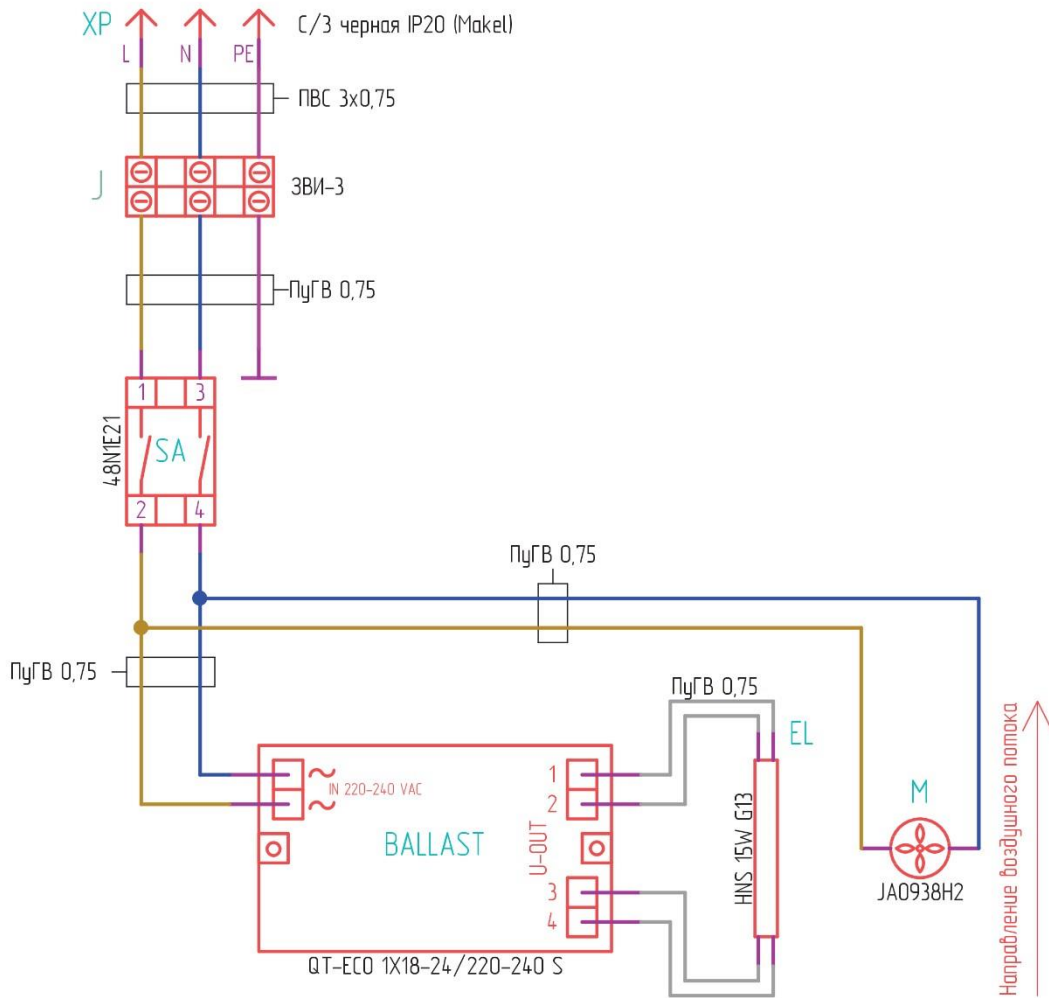 XP
С/З черная IP20 (Makel)
L
N
PE
ПВС 3х0,75
J
ЗВИ-3
ПуГВ 0,75
1
3
48N1E21
SA
2
4
ПуГВ 0,75
ПуГВ 0,75
ПуГВ 0,75
EL
IN 220-240 VAC
1
2
U-OUT
BALLAST
3
4
HNS 15W G13
M
JA0938H2
Направление воздушного потока
QT-ECO 1X18-24/220-240 S